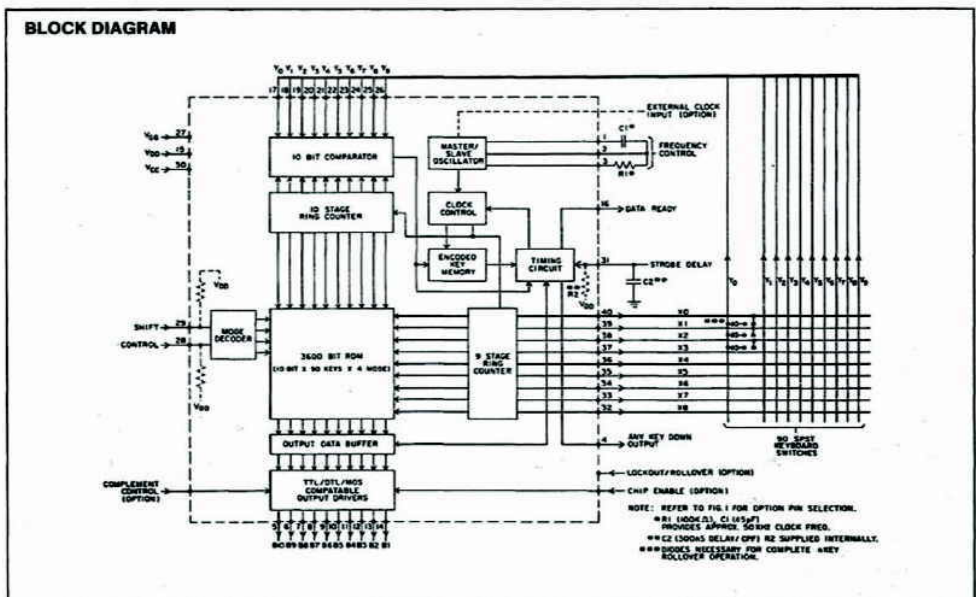 BLOCK DIAGRAM
Y0 Y1 Y2 Y3 Y4 Y5 Y6 Y7 Y8 Y9
17 18 19 20 21 22 23 24 25 26
EXTERNAL CLOCK
INPUT (OPTION)
VGG 27
VDD 15
VCC 30
10 BIT COMPARATOR
MASTER/
SLAVE
OSCILLATOR
1
2
3
C1*
R1*
FREQUENCY
CONTROL
10 STAGE
RING COUNTER
CLOCK
CONTROL
16
DATA READY
ENCODED
KEY
MEMORY
TIMING
CIRCUIT
31
STROBE DELAY
**
R2
C2**
VDD
VDD
SHIFT 29
CONTROL 28
MODE
DECODER
VDD
3600 BIT ROM
(10 BIT X 90 KEYS X 4 MODE)
9 STAGE
RING
COUNTER
40 X0
39 X1
38 X2
37 X3
36 X4
35 X5
34 X6
33 X7
32 X8
Y0 Y1 Y2 Y3 Y4 Y5 Y6 Y7 Y8 Y9
***
OUTPUT DATA BUFFER
4
ANY KEY DOWN
OUTPUT
90 SPST
KEYBOARD
SWITCHES
COMPLEMENT
CONTROL
(OPTION)
TTL/DTL/MOS
COMPATABLE
OUTPUT DRIVERS
LOCKOUT/ROLLOVER (OPTION)
CHIP ENABLE (OPTION)
5 6 7 8 9 10 11 12 13 14
B10 B9 B8 B7 B6 B5 B4 B3 B2 B1
NOTE: REFER TO FIG. 1 FOR OPTION PIN SELECTION.
*R1 (100KΩ), C1 (45pF)
PROVIDES APPROX. 50 KHZ CLOCK FREQ.
**C2 (300nS DELAY/0PF) R2 SUPPLIED INTERNALLY.
***DIODES NECESSARY FOR COMPLETE NKEY
ROLLOVER OPERATION.